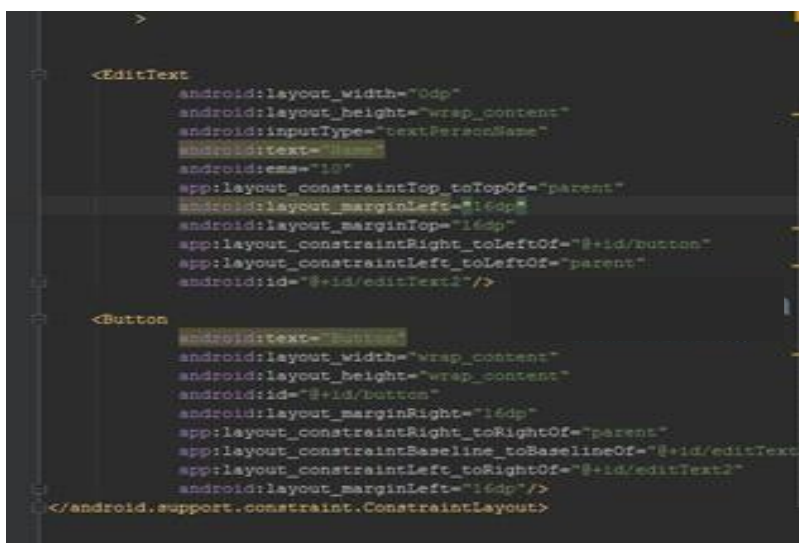 >
<EditText
android:layout_width="0dp"
android:layout_height="wrap_content"
android:inputType="textPersonName"
android:text="Name"
android:ems="10"
app:layout_constraintTop_toTopOf="parent"
android:layout_marginLeft="16dp"
android:layout_marginTop="16dp"
app:layout_constraintRight_toLeftOf="@+id/button"
app:layout_constraintLeft_toLeftOf="parent"
android:id="@+id/editText2"/>
<Button
android:text="Button"
android:layout_width="wrap_content"
android:layout_height="wrap_content"
android:id="@+id/button"
android:layout_marginRight="16dp"
app:layout_constraintRight_toRightOf="parent"
app:layout_constraintBaseline_toBaselineOf="@+id/editText
app:layout_constraintLeft_toRightOf="@+id/editText2"
android:layout_marginLeft="16dp"/>
</android.support.constraint.ConstraintLayout>